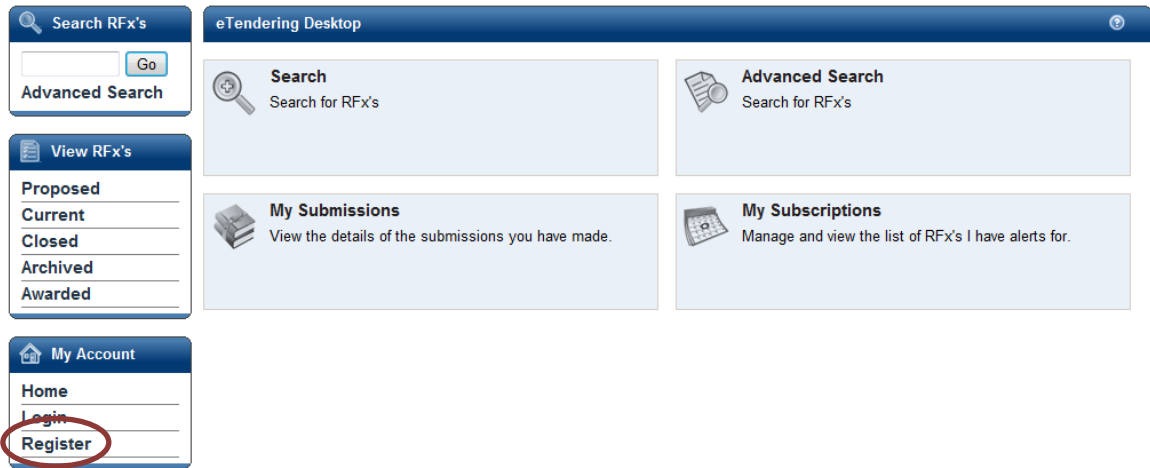 Search RFx's
Go
Advanced Search
View RFx's
Proposed
Current
Closed
Archived
Awarded
My Account
Home
Login
Register
eTendering Desktop
?
Search
Search for RFx's
Advanced Search
Search for RFx's
My Submissions
View the details of the submissions you have made.
My Subscriptions
Manage and view the list of RFx's I have alerts for.